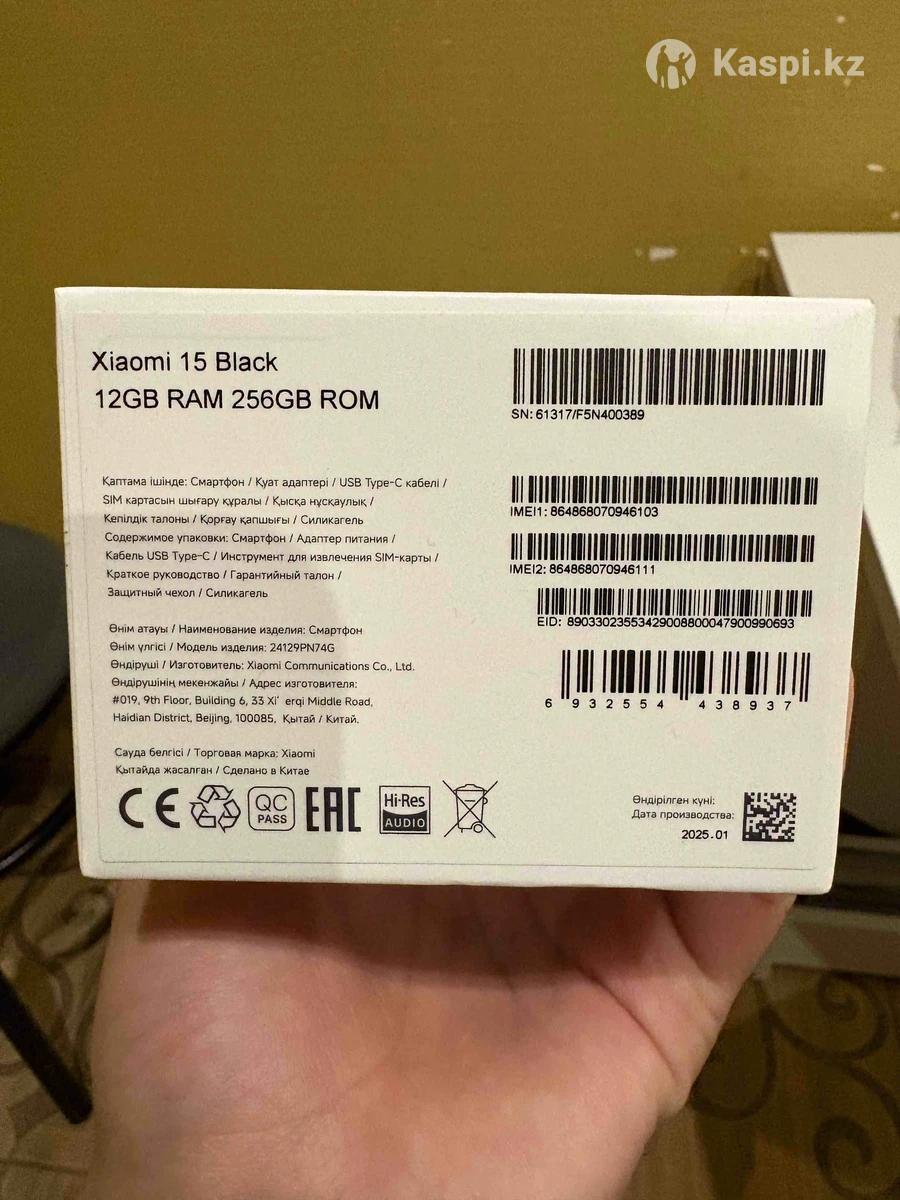 Kaspi.kz
Xiaomi 15 Black
12GB RAM 256GB ROM
SN: 61317/F5N400389
Қаптама ішінде: Смартфон / Қуат адаптері / USB Type-C кабелі /
SIM картасын шығару құралы / Қысқа нұсқаулық /
Кепілдік талоны / Қорғау қапшығы / Силикагель
Содержимое упаковки: Смартфон / Адаптер питания /
Кабель USB Type-C / Инструмент для извлечения SIM-карты /
Краткое руководство / Гарантийный талон /
Защитный чехол / Силикагель
IMEI1: 864868070946103
IMEI2: 864868070946111
EID: 89033023553429008800047900990693
6 932554 438937
Өнім атауы / Наименование изделия: Смартфон
Өнім үлгісі / Модель изделия: 24129PN74G
Өндіруші / Изготовитель: Xiaomi Communications Co., Ltd.
Өндірушінің мекенжайы / Адрес изготовителя:
#019, 9th Floor, Building 6, 33 Xi' erqi Middle Road,
Haidian District, Beijing, 100085, Қытай / Китай.
Сауда белгісі / Торговая марка: Xiaomi
Қытайда жасалған / Сделано в Китае
CE
QC PASS
EAC
Hi-Res AUDIO
Өндірілген күні:
Дата производства:
2025.01